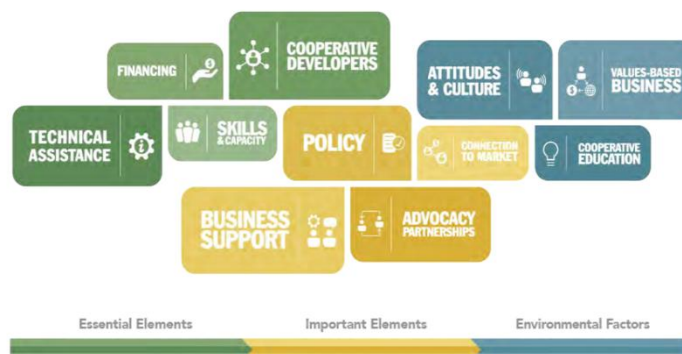 FINANCING
COOPERATIVE
DEVELOPERS
ATTITUDES
& CULTURE
VALUES-BASED
BUSINESS
TECHNICAL
ASSISTANCE
SKILLS
& CAPACITY
POLICY
CONNECTION
TO MARKET
COOPERATIVE
EDUCATION
BUSINESS
SUPPORT
ADVOCACY
PARTNERSHIPS
Essential Elements
Important Elements
Environmental Factors